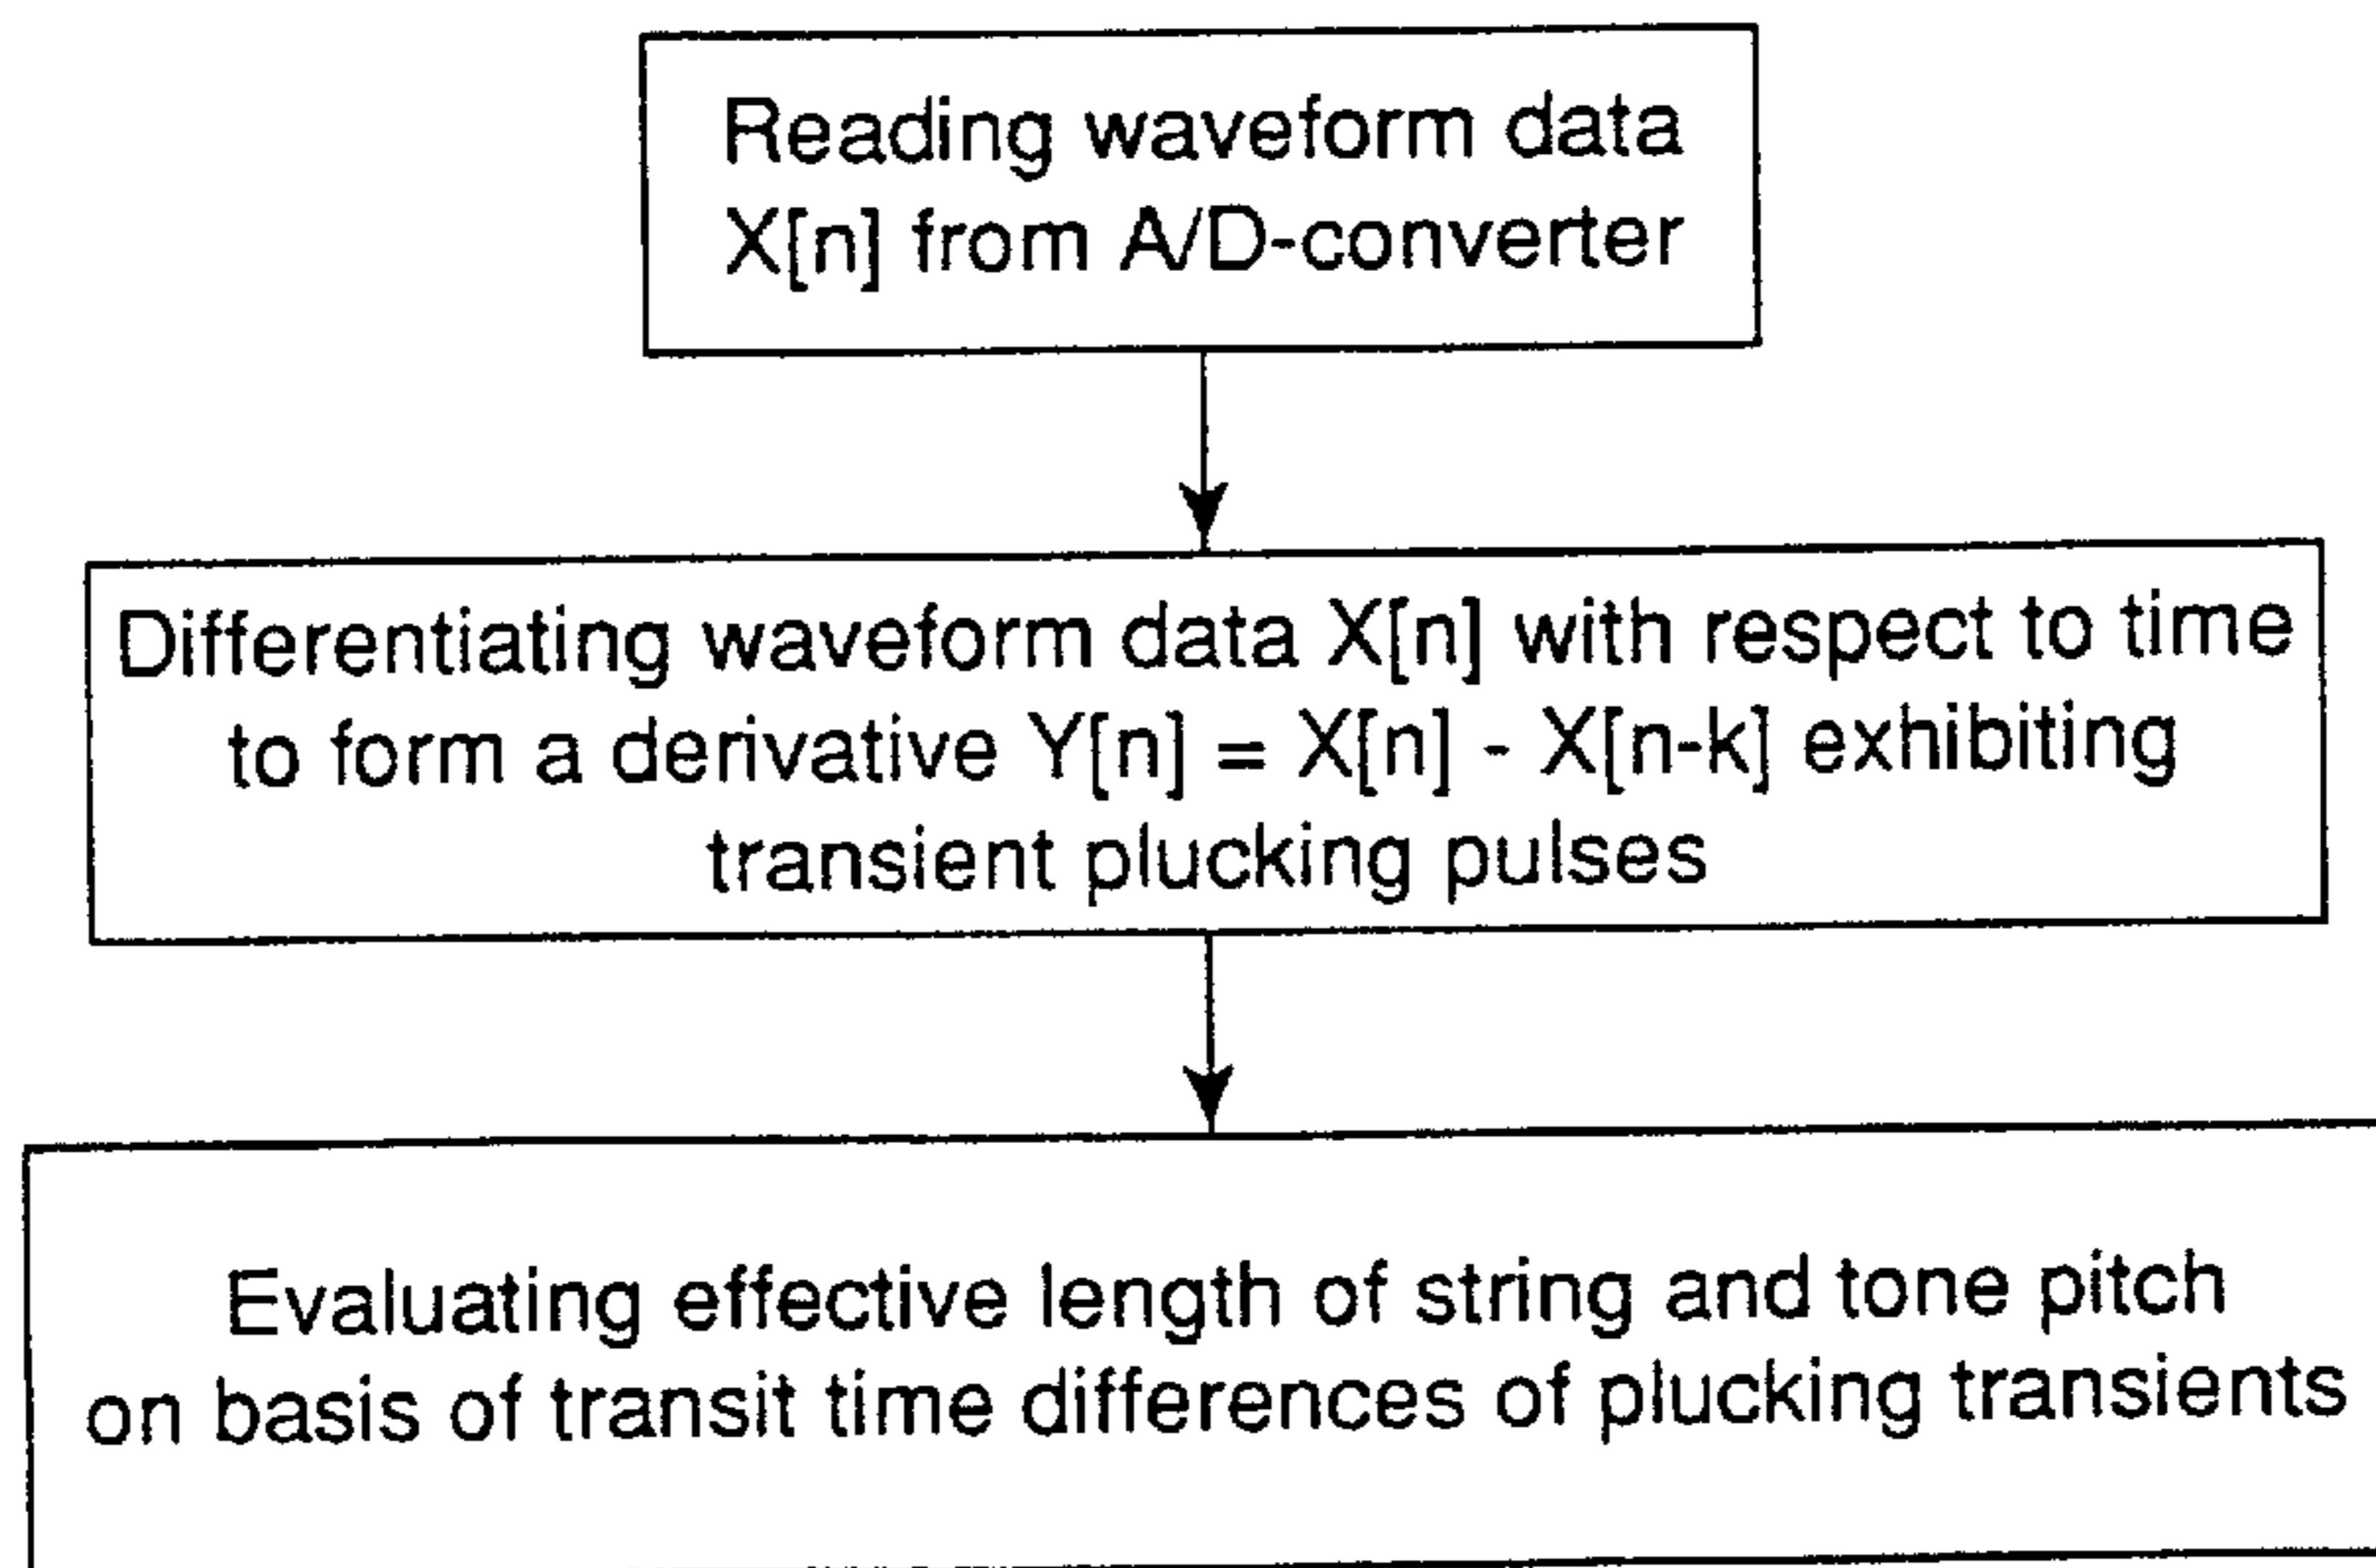 Reading waveform data
X[n] from A/D-converter
Differentiating waveform data X[n] with respect to time
to form a derivative Y[n] = X[n] - X[n-k] exhibiting
transient plucking pulses
Evaluating effective length of string and tone pitch
on basis of transit time differences of plucking transients